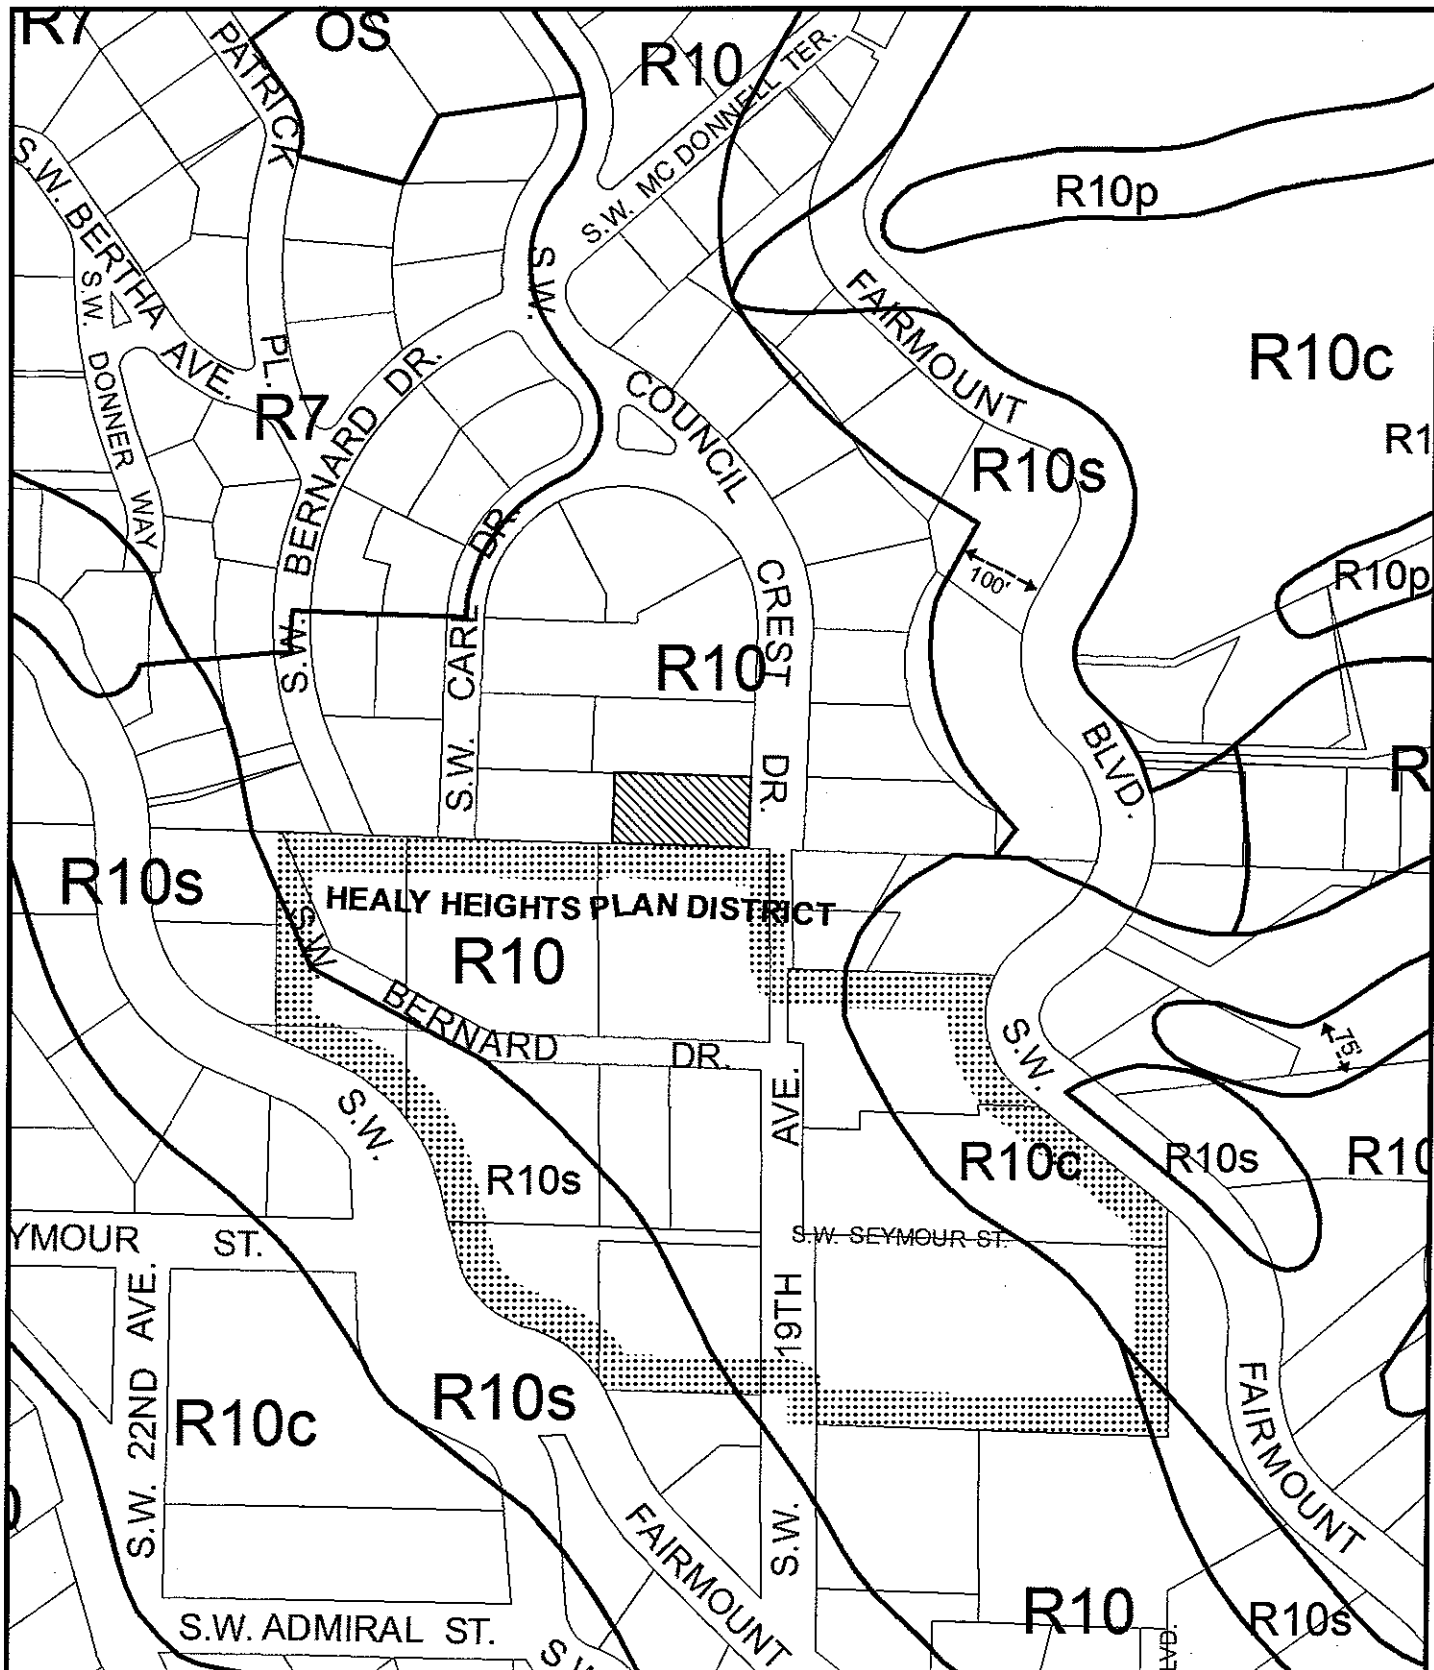 R7
OS
R10
PATRICK
PL.
S.W. MC DONNELL TER.
S.W. BERTHA
AVE.
R10p
S.W.
DONNER
WAY
S.W.
COUNCIL
CREST
DR.
FAIRMOUNT
BLVD.
R10c
R1
R7
S.W. BERNARD DR.
R10s
100'
R10p
DR.
S.W. CARL
R10
R
R10s
HEALY HEIGHTS PLAN DISTRICT
S.W.
R10
BERNARD
DR.
S.W.
75'
S.W.
AVE.
R10s
R10c
R10s
R10
YMOUR ST.
S.W. SEYMOUR ST.
19TH
S.W. 22ND AVE.
R10c
R10s
FAIRMOUNT
S.W.
FAIRMOUNT
R10
R10s
S.W. ADMIRAL ST.
S.W.